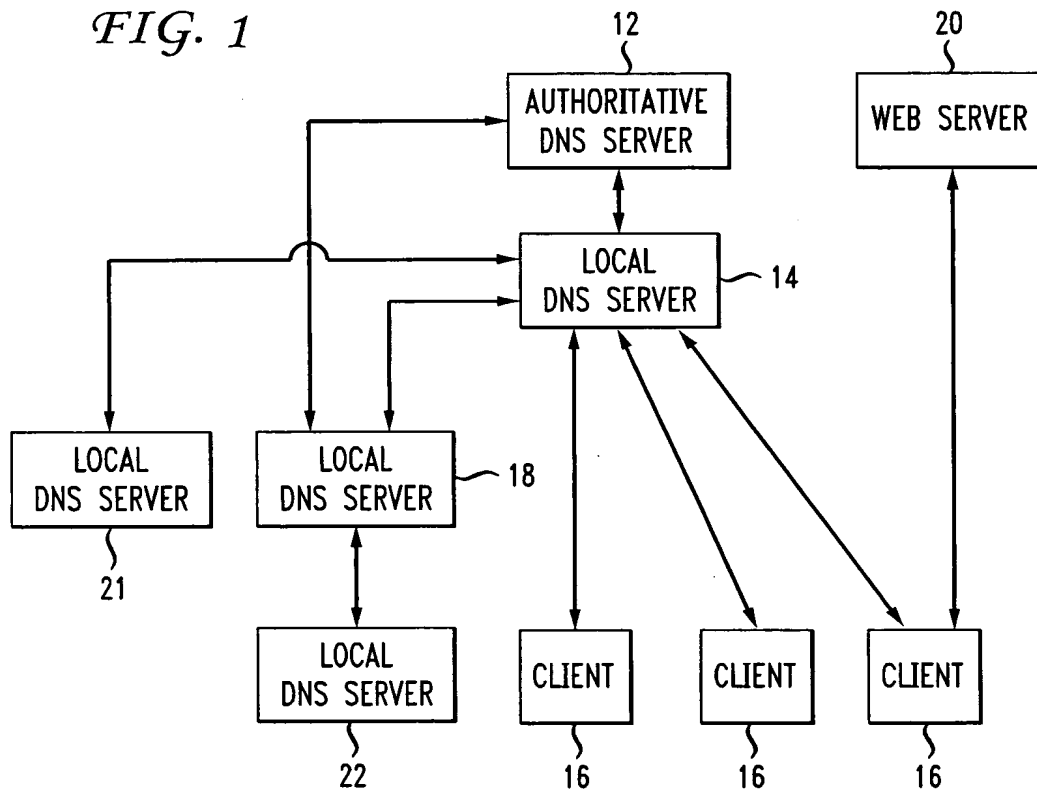 FIG. 1
12
20
AUTHORITATIVE
DNS SERVER
WEB SERVER
LOCAL
DNS SERVER
14
LOCAL
DNS SERVER
21
LOCAL
DNS SERVER
18
LOCAL
DNS SERVER
22
CLIENT
16
CLIENT
16
CLIENT
16